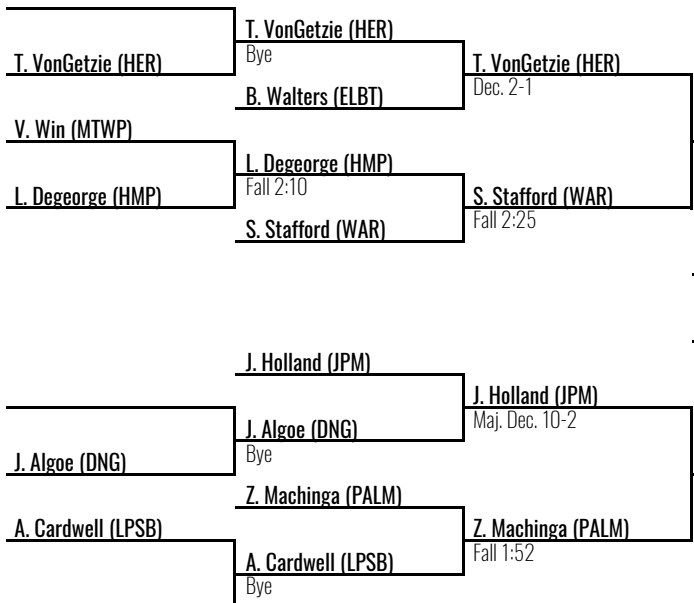 T. VonGetzie (HER)
V. Win (MTWP)
L. Degeorge (HMP)
J. Algoe (DNG)
A. Cardwell (LPSB)
T. VonGetzie (HER)
Bye
B. Walters (ELBT)
L. Degeorge (HMP)
Fall 2:10
S. Stafford (WAR)
J. Holland (JPM)
J. Algoe (DNG)
Bye
Z. Machinga (PALM)
A. Cardwell (LPSB)
Bye
T. VonGetzie (HER)
Dec. 2-1
S. Stafford (WAR)
Fall 2:25
J. Holland (JPM)
Maj. Dec. 10-2
Z. Machinga (PALM)
Fall 1:52